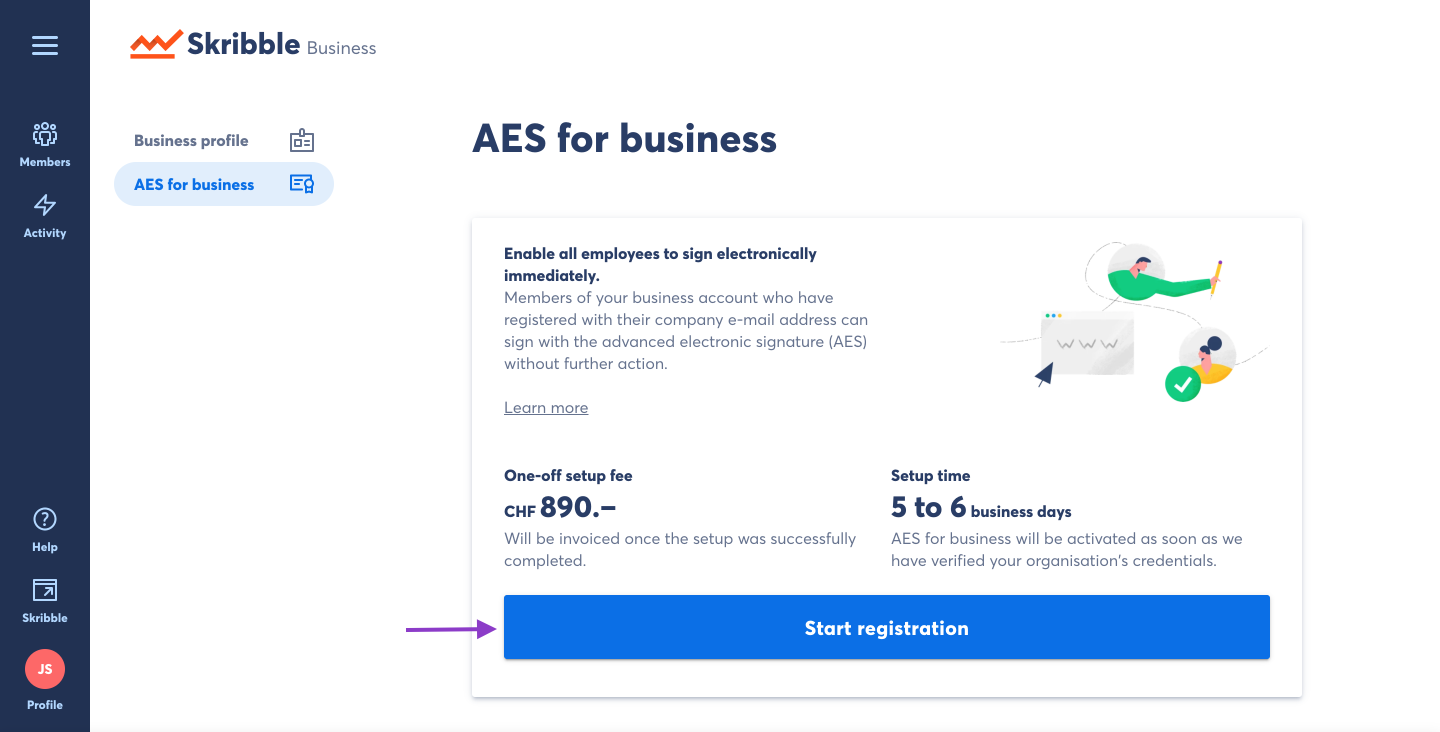 Skribble Business
Members
Activity
Help
Skribble
JS
Profile
Business profile
AES for business
AES for business
Enable all employees to sign electronically
immediately.
Members of your business account who have
registered with their company e-mail address can
sign with the advanced electronic signature (AES)
without further action.
Learn more
One-off setup fee
CHF 890.–
Will be invoiced once the setup was successfully
completed.
Setup time
5 to 6 business days
AES for business will be activated as soon as we
have verified your organisation's credentials.
Start registration